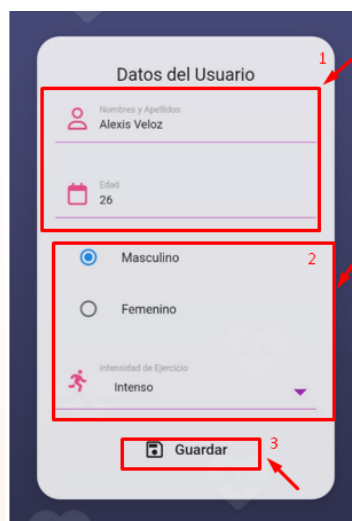 Datos del Usuario
1
Nombres y Apellidos
Alexis Veloz
Edad
26
Masculino
2
Femenino
Intensidad de Ejercicio
Intenso
Guardar
3